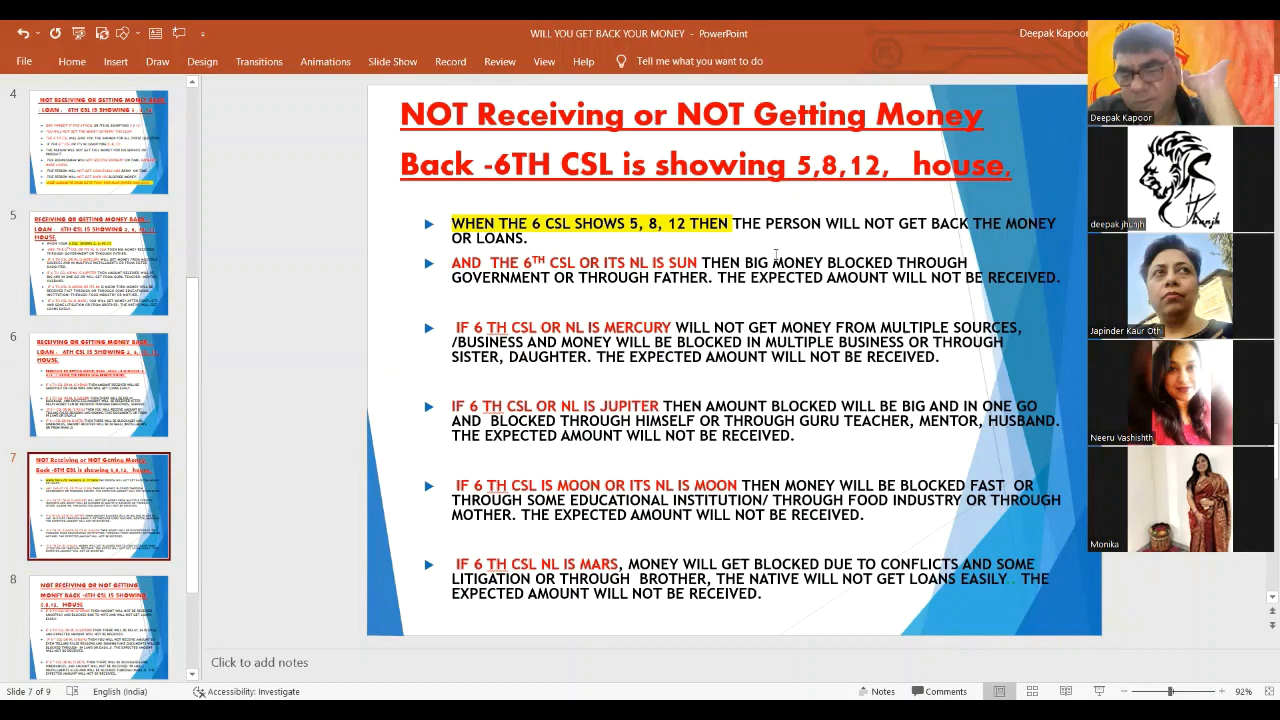 WILL YOU GET BACK YOUR MONEY - PowerPoint
Deepak Kapoor
File Home Insert Draw Design Transitions Animations Slide Show Record Review View Help Tell me what you want to do
4
5
6
7
8
NOT Receiving or NOT Getting Money
Back -6TH CSL is showing 5,8,12, house,
WHEN THE 6 CSL SHOWS 5, 8, 12 THEN THE PERSON WILL NOT GET BACK THE MONEY
OR LOANS.
AND THE 6TH CSL OR ITS NL IS SUN THEN BIG MONEY BLOCKED THROUGH
GOVERNMENT OR THROUGH FATHER. THE EXPECTED AMOUNT WILL NOT BE RECEIVED.
IF 6 TH CSL OR NL IS MERCURY WILL NOT GET MONEY FROM MULTIPLE SOURCES,
/BUSINESS AND MONEY WILL BE BLOCKED IN MULTIPLE BUSINESS OR THROUGH
SISTER, DAUGHTER. THE EXPECTED AMOUNT WILL NOT BE RECEIVED.
IF 6 TH CSL OR NL IS JUPITER THEN AMOUNT BLOCKED WILL BE BIG AND IN ONE GO
AND BLOCKED THROUGH HIMSELF OR THROUGH GURU TEACHER, MENTOR, HUSBAND.
THE EXPECTED AMOUNT WILL NOT BE RECEIVED.
IF 6 TH CSL IS MOON OR ITS NL IS MOON THEN MONEY WILL BE BLOCKED FAST OR
THROUGH SOME EDUCATIONAL INSTITUTION/ THROUGH FOOD INDUSTRY OR THROUGH
MOTHER. THE EXPECTED AMOUNT WILL NOT BE RECEIVED.
IF 6 TH CSL NL IS MARS, MONEY WILL GET BLOCKED DUE TO CONFLICTS AND SOME
LITIGATION OR THROUGH BROTHER, THE NATIVE WILL NOT GET LOANS EASILY.. THE
EXPECTED AMOUNT WILL NOT BE RECEIVED.
Deepak Kapoor
deepak jhunjh
Japinder Kaur Othi
Neeru Vashishth
Monika
Click to add notes
Slide 7 of 9 English (India) Accessibility: Investigate Notes Comments 92%